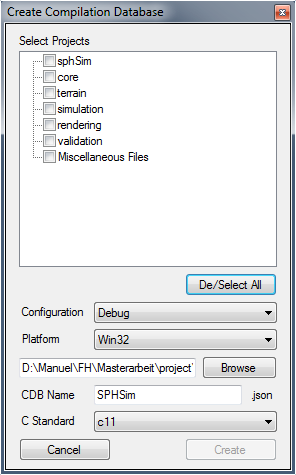 Create Compilation Database
Select Projects
sphSim
core
terrain
simulation
rendering
validation
Miscellaneous Files
De/Select All
Configuration Debug
Platform Win32
D:\Manuel\FH\Masterarbeit\project\ Browse
CDB Name SPHSim .json
C Standard c11
Cancel Create